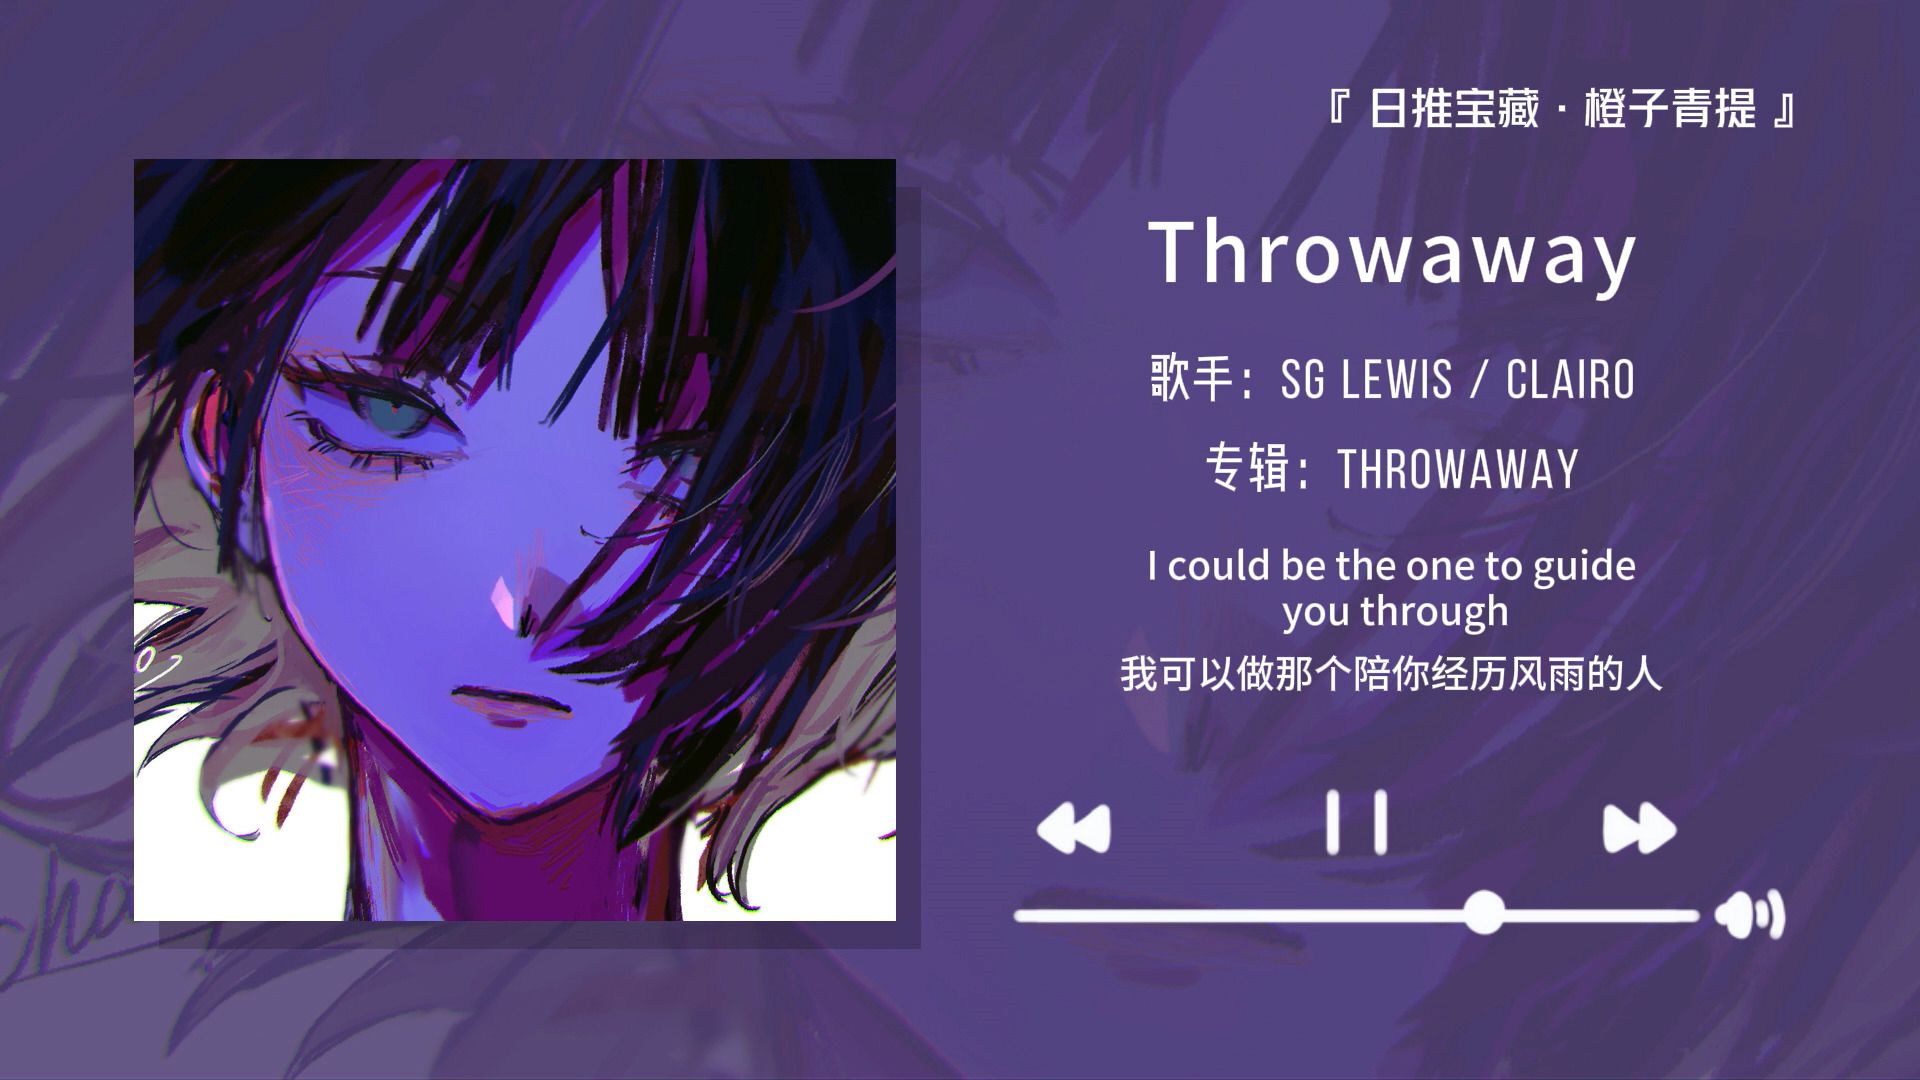 『 日推宝藏 · 橙子青提 』
Throwaway
歌手：SG LEWIS / CLAIRO
专辑：THROWAWAY
I could be the one to guide
you through
我可以做那个陪你经历风雨的人